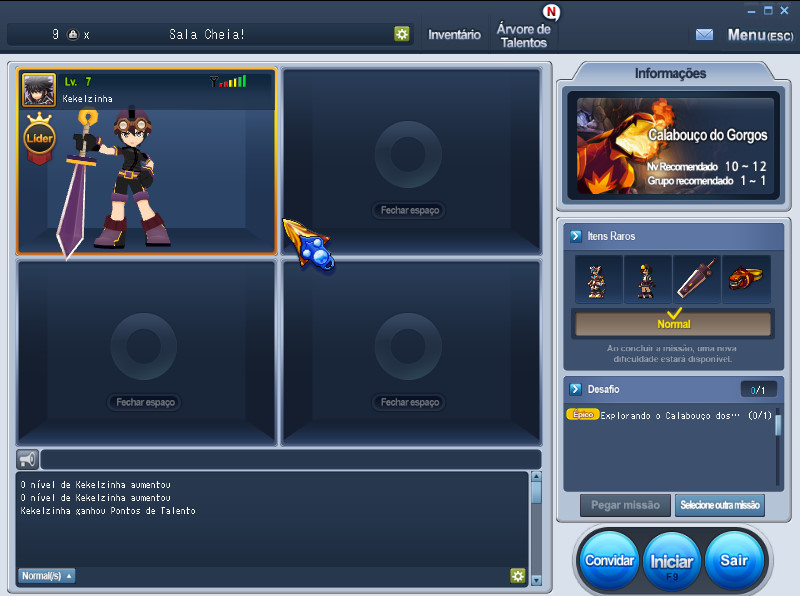 9 x
Sala Cheia!
Inventário
Árvore de
Talentos
N
Menu(ESC)
Lv. 7
Kekelzinha
Líder
Fechar espaço
Fechar espaço
Fechar espaço
O nível de Kekelzinha aumentou
O nível de Kekelzinha aumentou
Kekelzinha ganhou Pontos de Talento
Normal(/s)
Informações
Calabouço do Gorgos
Nv Recomendado 10 ~ 12
Grupo recomendado 1 ~ 1
Itens Raros
Normal
Ao concluir a missão, uma nova
dificuldade estará disponível.
Desafio
0/1
Épico Explorando o Calabouço dos… (0/1)
Pegar missão
Selecione outra missão
Convidar
Iniciar
F9
Sair